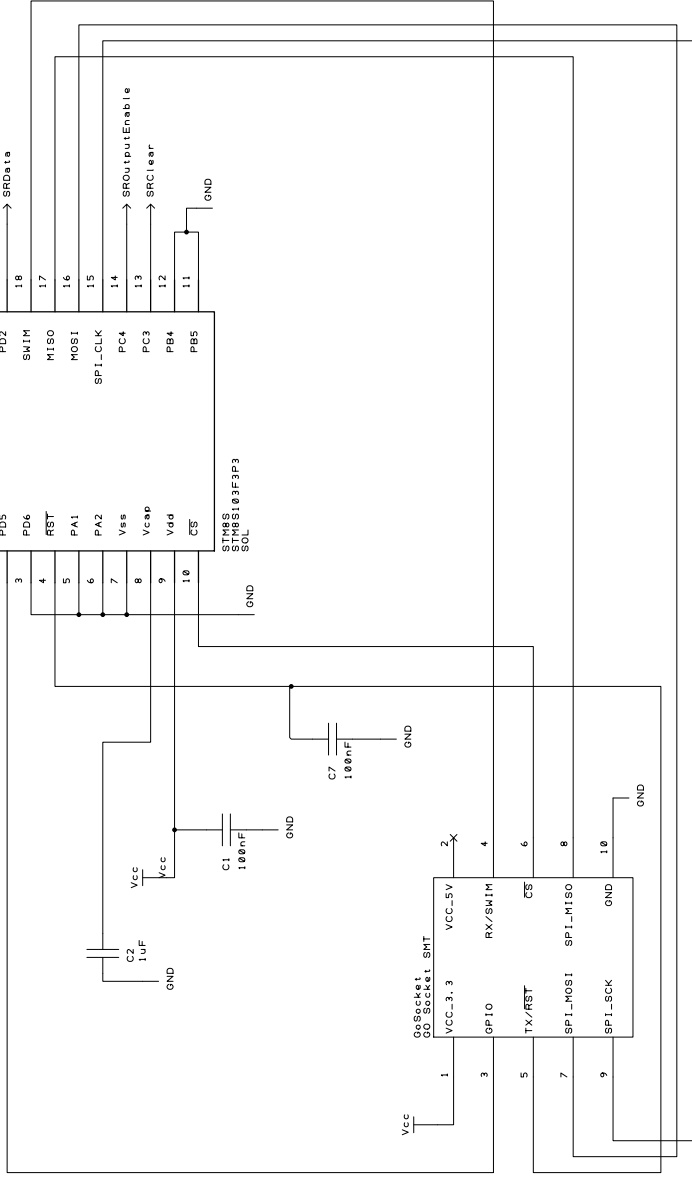 SRData
SROutputEnable
SRClear
GND
18
17
16
15
14
13
12
11
PD2
SWIM
MISO
MOSI
SPI_CLK
PC4
PC3
PB4
PB5
PD5
PD6
RST
PA1
PA2
Vss
Vcap
Vdd
CS
STM8S
STM8S103F3P3
SOL
3
4
5
6
7
8
9
10
GND
C7
100nF
GND
C1
100nF
GND
Vcc
Vcc
C2
1uF
GND
2
4
6
8
10
GND
VCC_5V
RX/SWIM
CS
SPI_MISO
GND
GoSocket
GO Socket SMT
VCC_3.3
GPIO
TX/RST
SPI_MOSI
SPI_SCK
1
3
5
7
9
Vcc